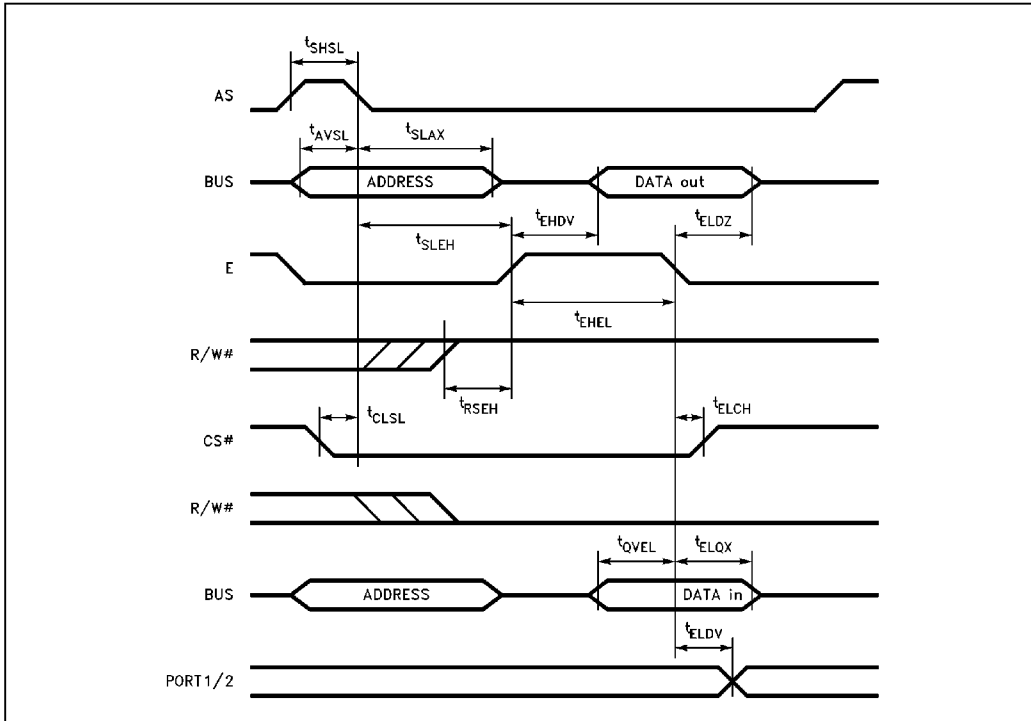 tSHSL
AS
tAVSL tSLAX
BUS ADDRESS DATA out
tSLEH tEHDV tELDZ
E
tEHEL
R/W#
tRSEH
tCLSL tELCH
CS#
R/W#
tQVEL tELQX
BUS ADDRESS DATA in
tELDV
PORT1/2